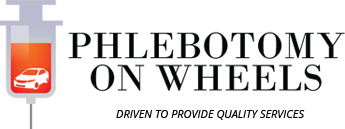 PHLEBOTOMY
ON WHEELS
DRIVEN TO PROVIDE QUALITY SERVICES